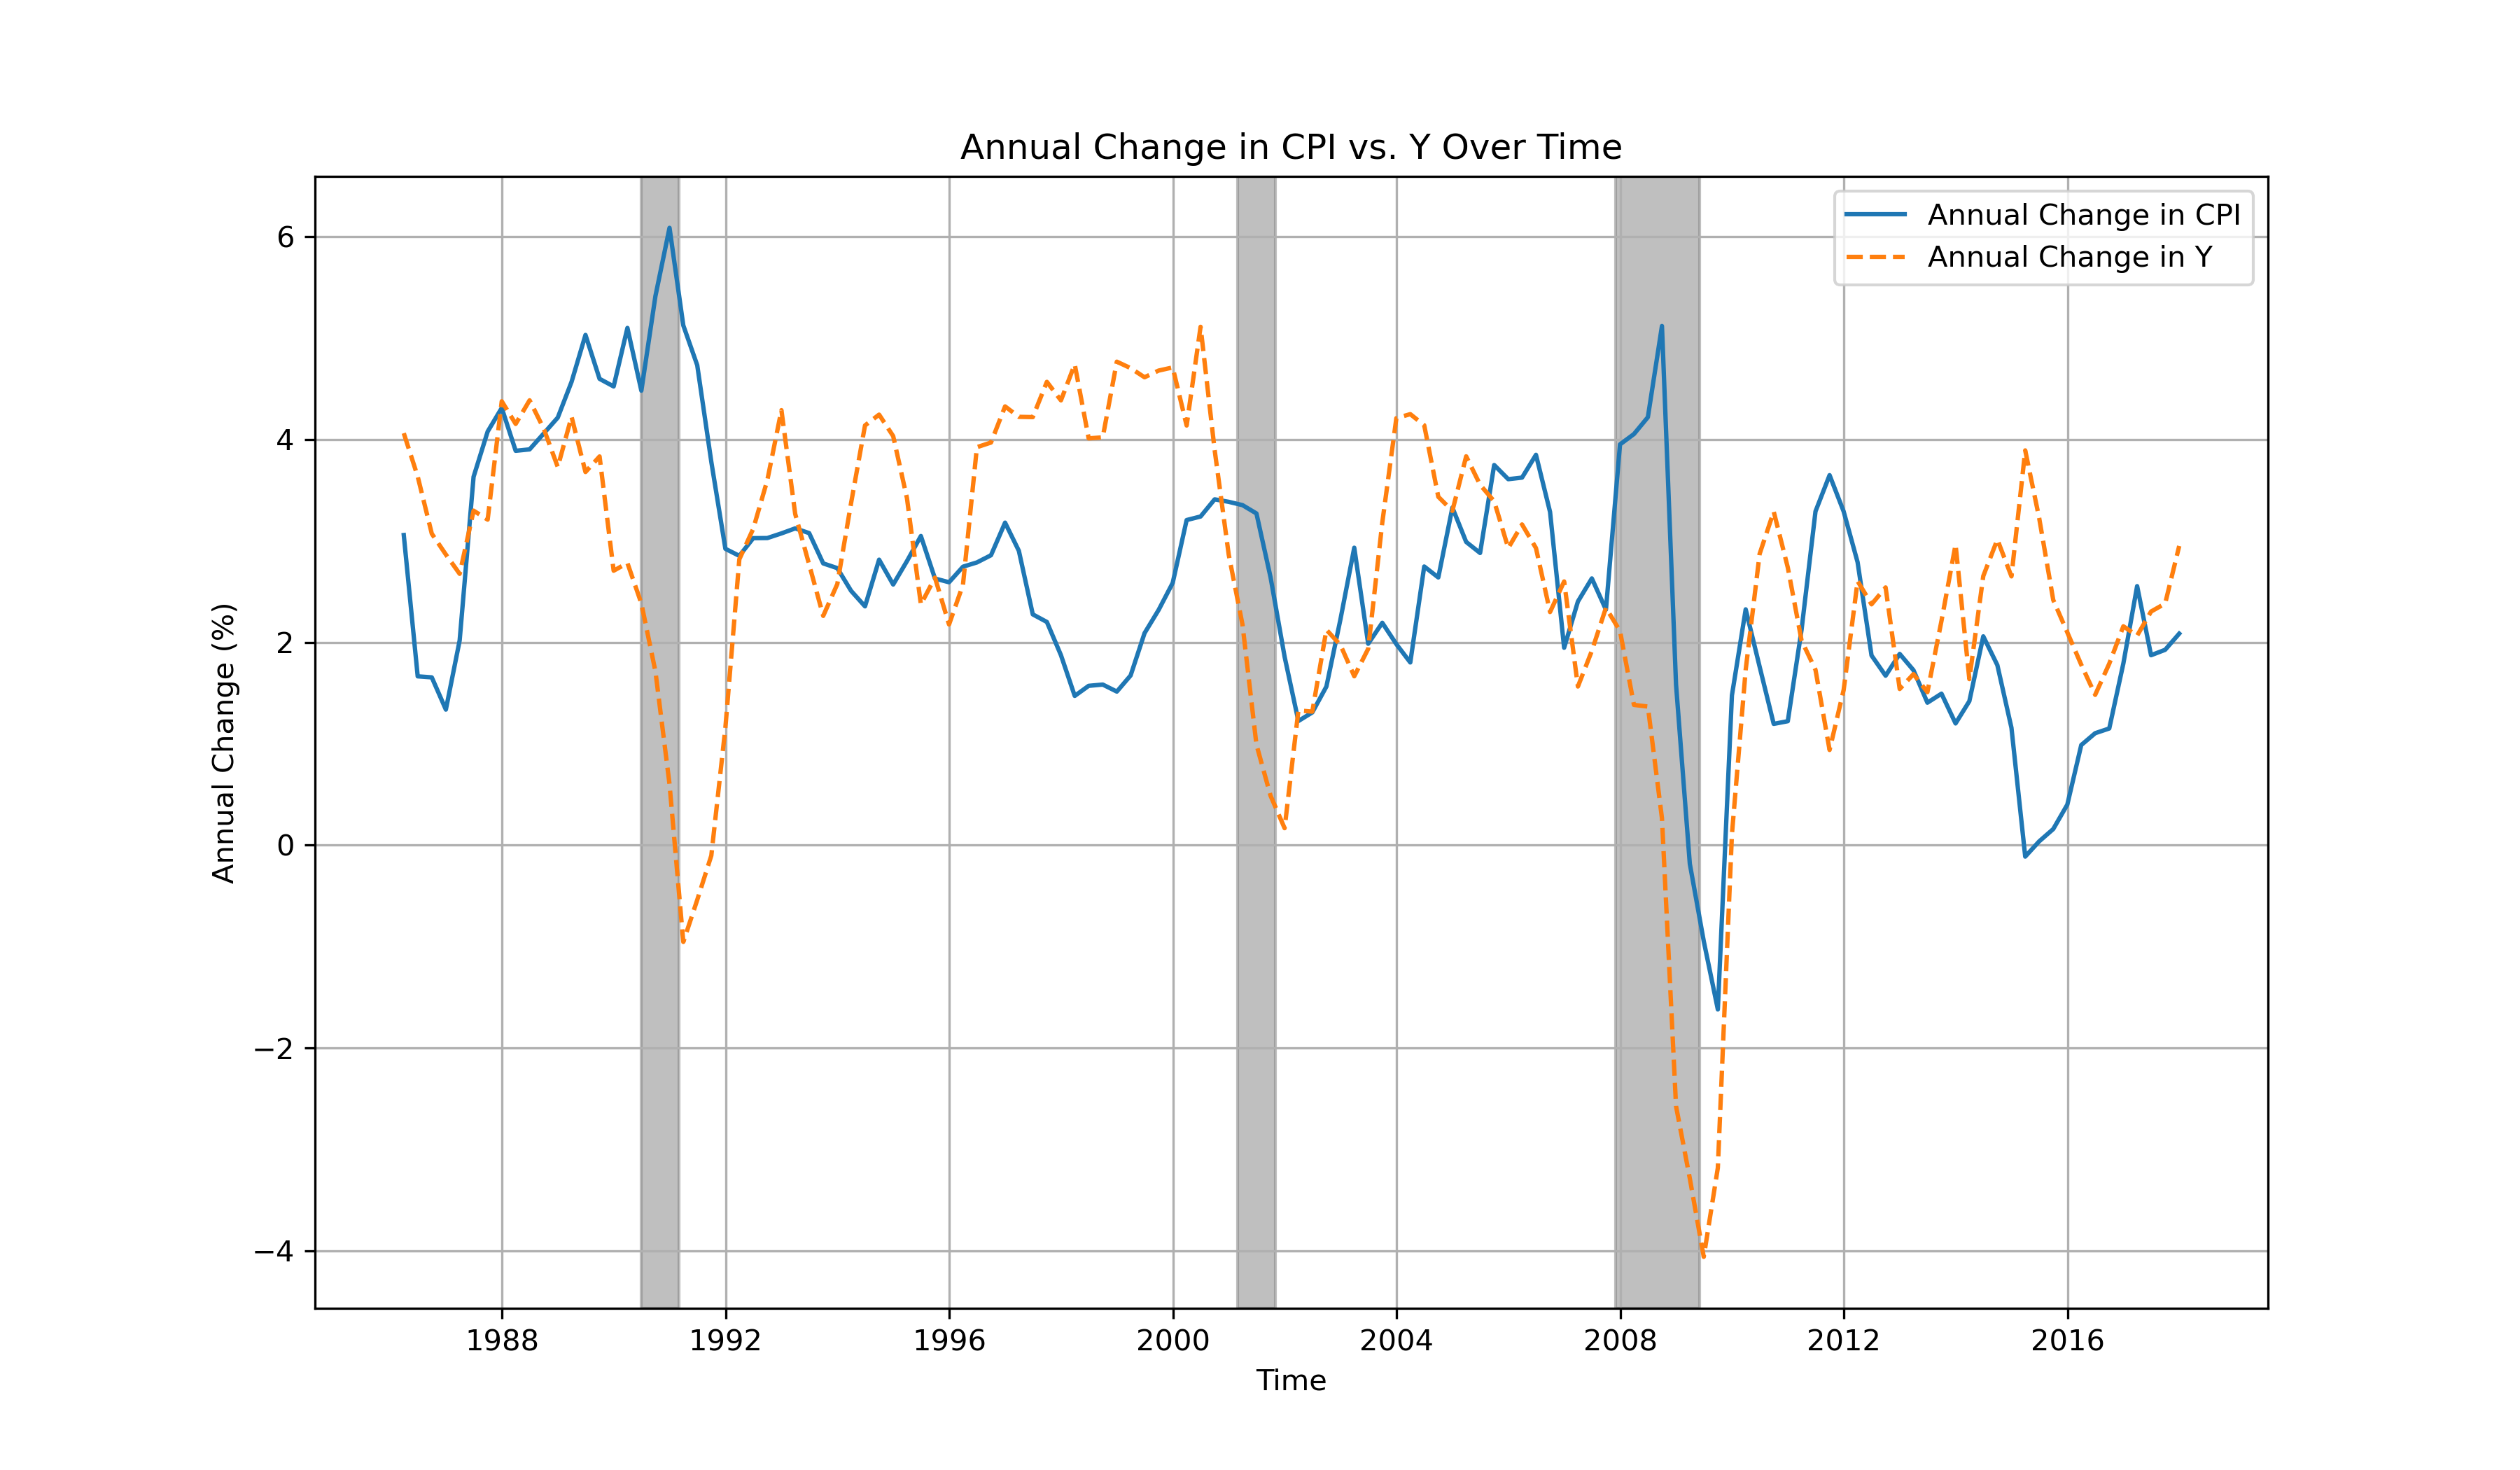 Annual Change in CPI vs. Y Over Time
Annual Change in CPI
Annual Change in Y
Annual Change (%)
6
4
2
0
−2
−4
1988 1992 1996 2000 2004 2008 2012 2016
Time